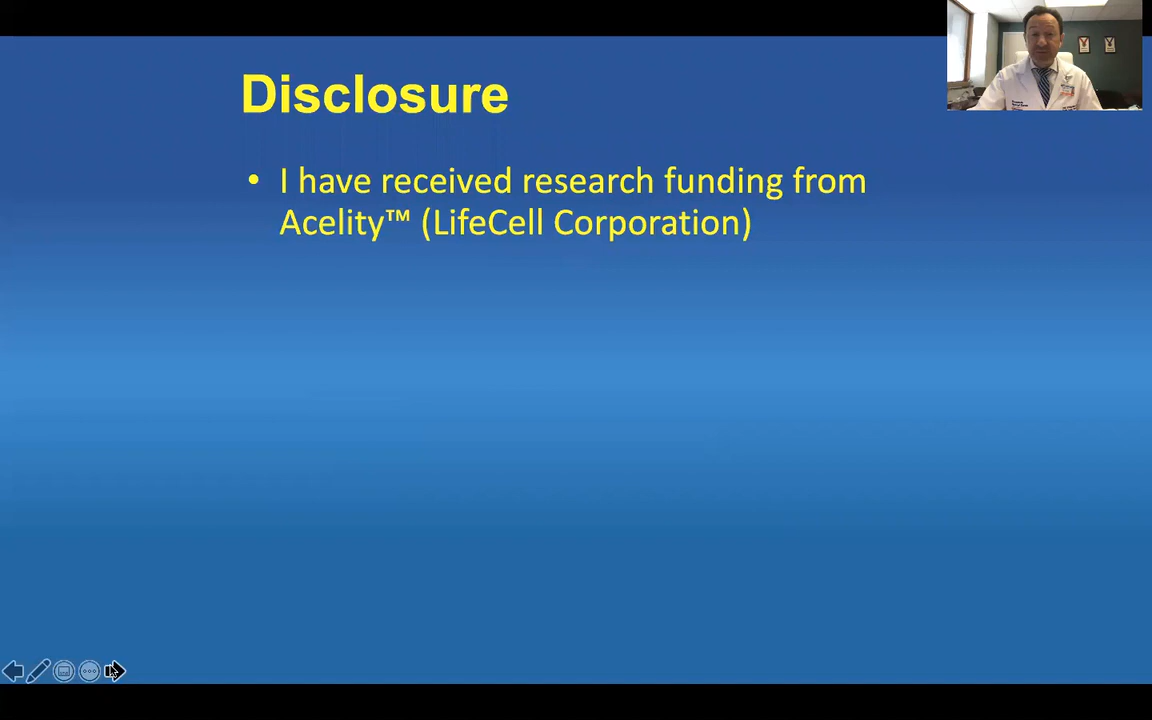 Disclosure
• I have received research funding from
Acelity™ (LifeCell Corporation)